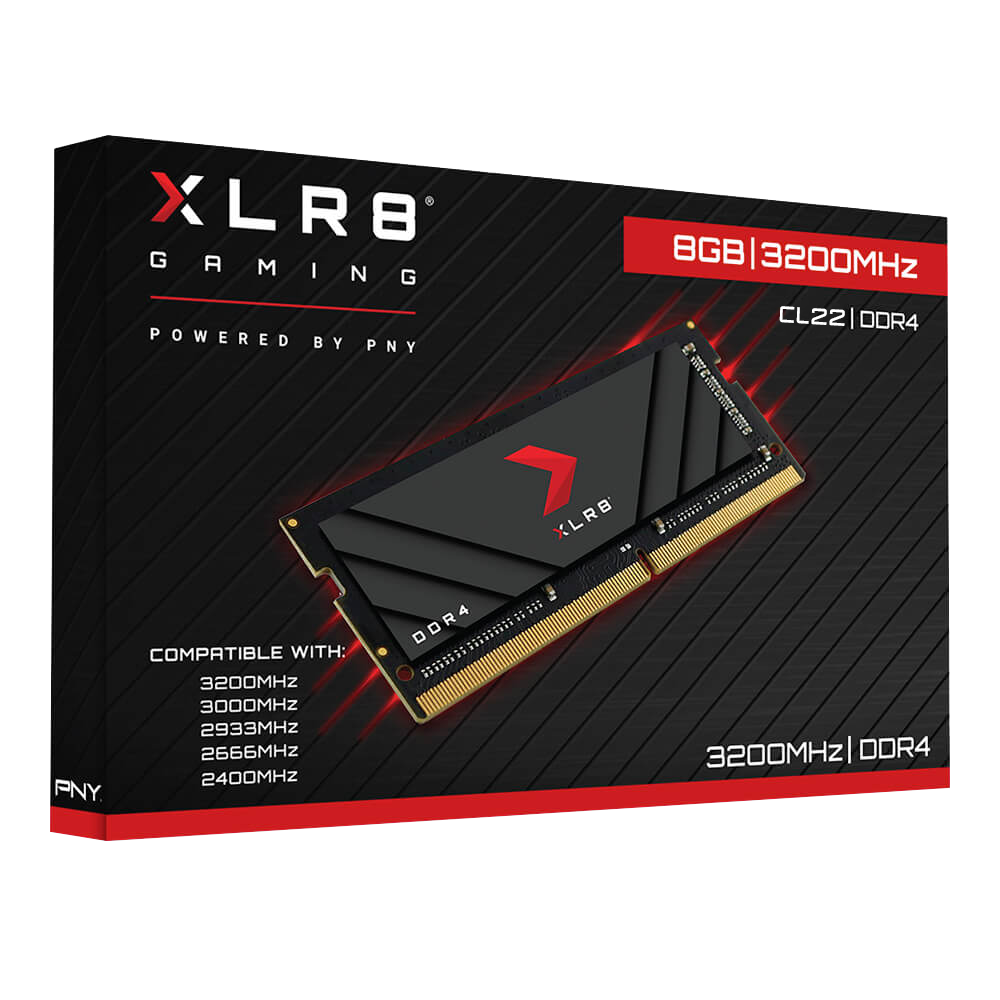 XLR8®
GAMING
POWERED BY PNY
8GB|3200MHz
CL22|DDR4
XLR8
DDR4
COMPATIBLE WITH:
3200MHz
3000MHz
2933MHz
2666MHz
2400MHz
3200MHz|DDR4
PNY